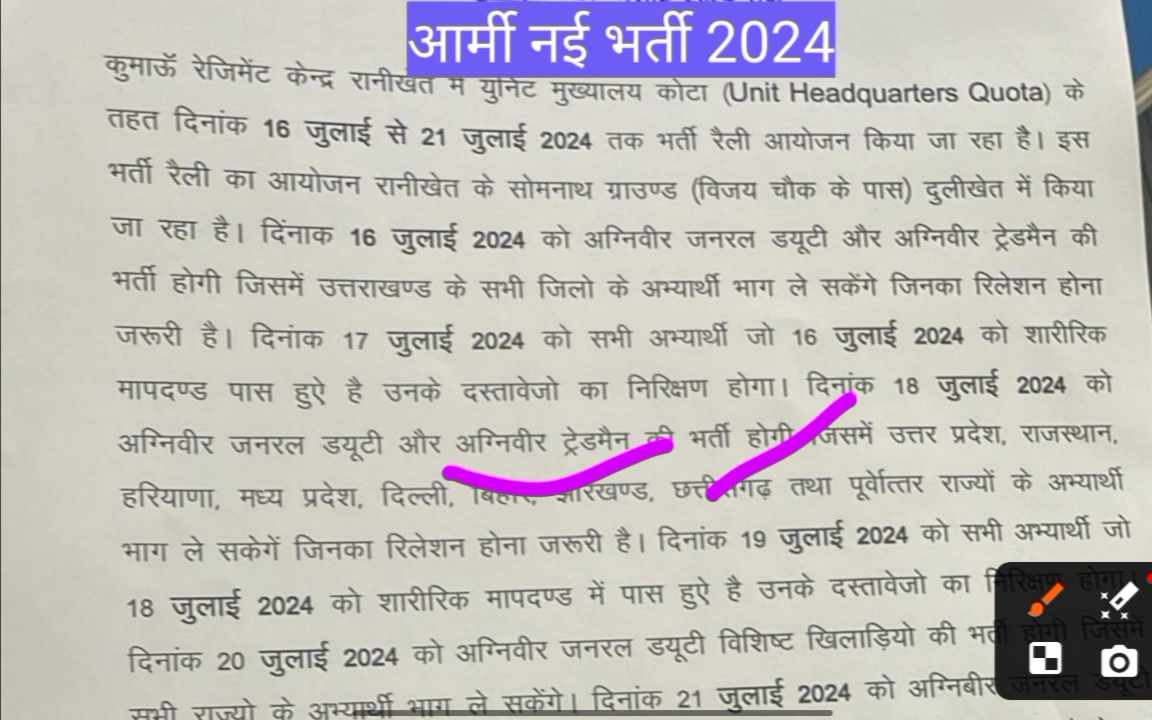 आर्मी नई भर्ती 2024
कुमाऊँ रेजिमेंट केन्द्र रानीखेत में युनिट मुख्यालय कोटा (Unit Headquarters Quota) के
तहत दिनांक 16 जुलाई से 21 जुलाई 2024 तक भर्ती रैली आयोजन किया जा रहा है। इस
भर्ती रैली का आयोजन रानीखेत के सोमनाथ ग्राउण्ड (विजय चौक के पास) दुलीखेत में किया
जा रहा है। दिंनाक 16 जुलाई 2024 को अग्निवीर जनरल डयूटी और अग्निवीर ट्रेडमैन की
भर्ती होगी जिसमें उत्तराखण्ड के सभी जिलो के अभ्यार्थी भाग ले सकेंगे जिनका रिलेशन होना
जरूरी है। दिनांक 17 जुलाई 2024 को सभी अभ्यार्थी जो 16 जुलाई 2024 को शारीरिक
मापदण्ड पास हुऐ है उनके दस्तावेजो का निरिक्षण होगा। दिनांक 18 जुलाई 2024 को
अग्निवीर जनरल डयूटी और अग्निवीर ट्रेडमैन की भर्ती होगी जिसमें उत्तर प्रदेश, राजस्थान,
हरियाणा, मध्य प्रदेश, दिल्ली, बिहार, झारखण्ड, छत्तीसगढ़ तथा पूर्वोत्तर राज्यों के अभ्यार्थी
भाग ले सकेगें जिनका रिलेशन होना जरूरी है। दिनांक 19 जुलाई 2024 को सभी अभ्यार्थी जो
18 जुलाई 2024 को शारीरिक मापदण्ड में पास हुऐ है उनके दस्तावेजो का निरिक्षण होगा।
दिनांक 20 जुलाई 2024 को अग्निवीर जनरल डयूटी विशिष्ट खिलाड़ियो की भर्ती होगी जिसमें
सभी राज्यो के अभ्यार्थी भाग ले सकेंगे। दिनांक 21 जुलाई 2024 को अग्निबीर जनरल डयूटी